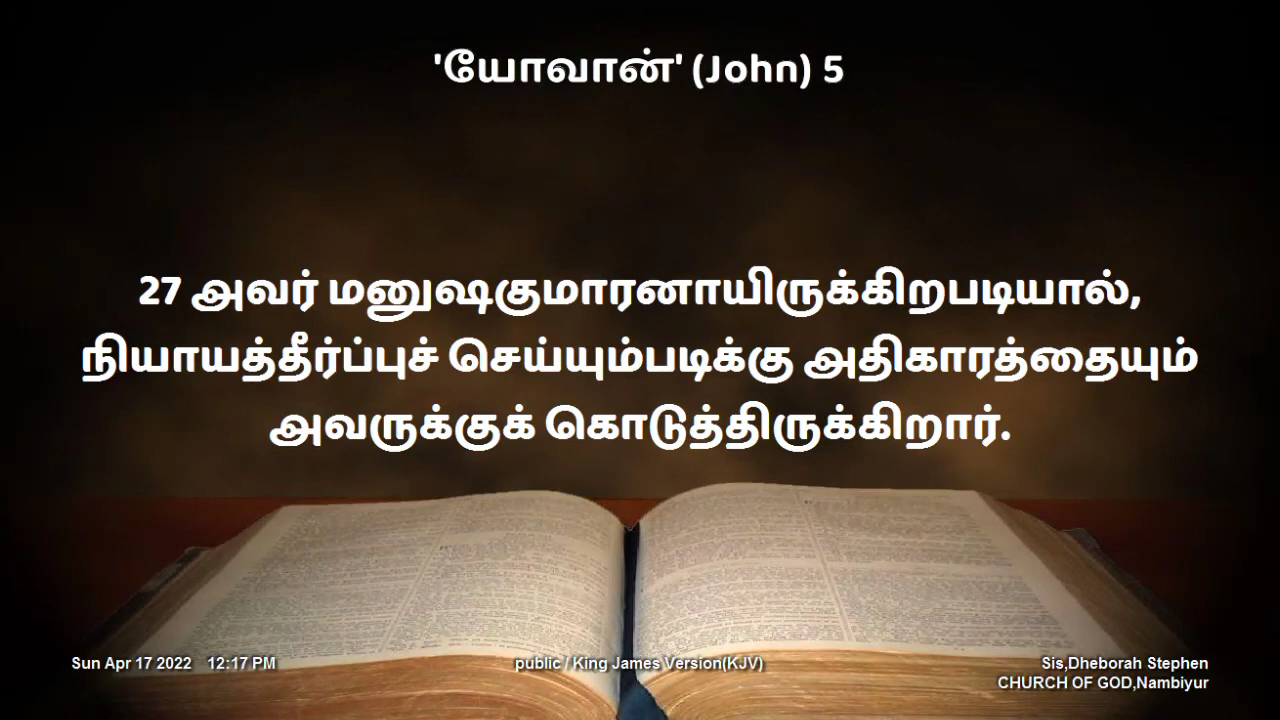 'யோவான்' (John) 5
27 அவர் மனுஷகுமாரனாயிருக்கிறபடியால்,
நியாயத்தீர்ப்புச் செய்யும்படிக்கு அதிகாரத்தையும்
அவருக்குக் கொடுத்திருக்கிறார்.
Sun Apr 17 2022 12:17 PM
public / King James Version(KJV)
Sis,Dheborah Stephen
CHURCH OF GOD,Nambiyur